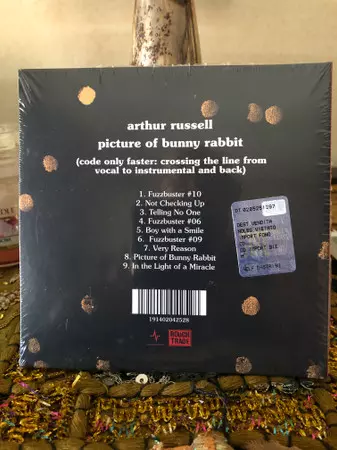 arthur russell
picture of bunny rabbit
(code only faster: crossing the line from
vocal to instrumental and back)
1. Fuzzbuster #10
2. Not Checking Up
3. Telling No One
4. Fuzzbuster #06
5. Boy with a Smile
6. Fuzzbuster #09
7. Very Reason
8. Picture of Bunny Rabbit
9. In the Light of a Miracle
191402042528
ROUGH
TRADE